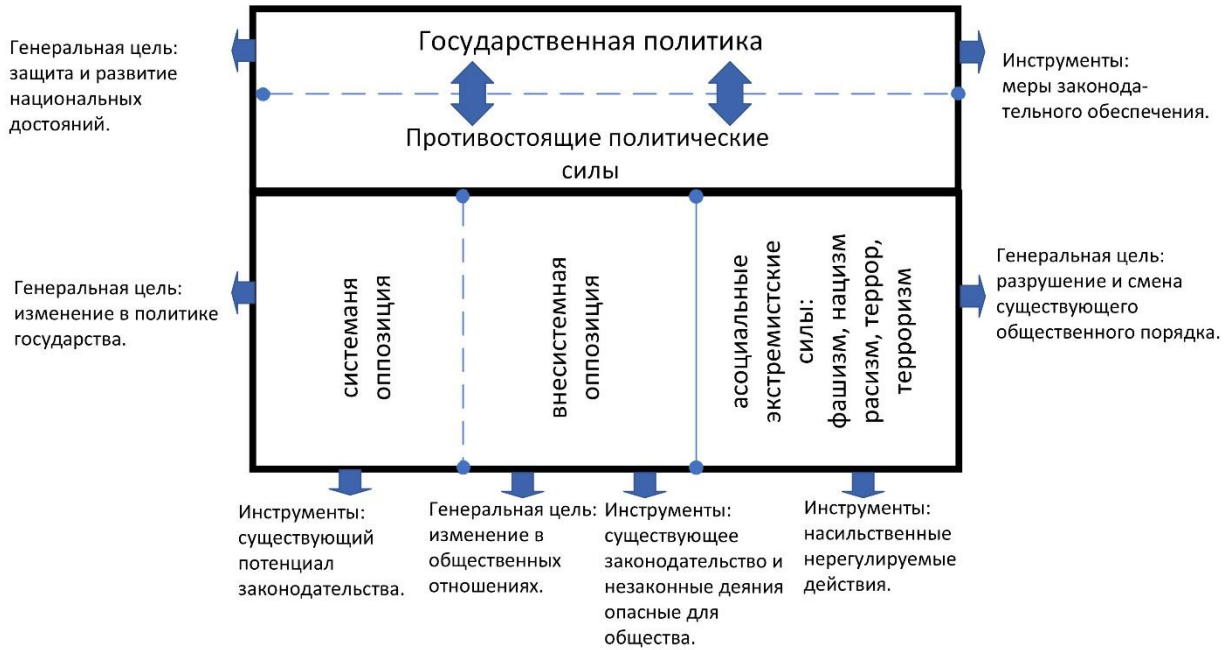 Государственная политика
Противостоящие политические
силы
Генеральная цель:
защита и развитие
национальных
достояний.
Инструменты:
меры законода-
тельного обеспечения.
Генеральная цель:
изменение в политике
государства.
системаня
оппозиция
внесистемная
оппозиция
асоциальные
экстремистские
силы:
фашизм, нацизм
расизм, террор,
терроризм
Генеральная цель:
разрушение и смена
существующего
общественного порядка.
Инструменты:
существующий
потенциал
законодательства.
Генеральная цель:
изменение в
общественных
отношениях.
Инструменты:
существующее
законодательство и
незаконные деяния
опасные для
общества.
Инструменты:
насильственные
нерегулируемые
действия.